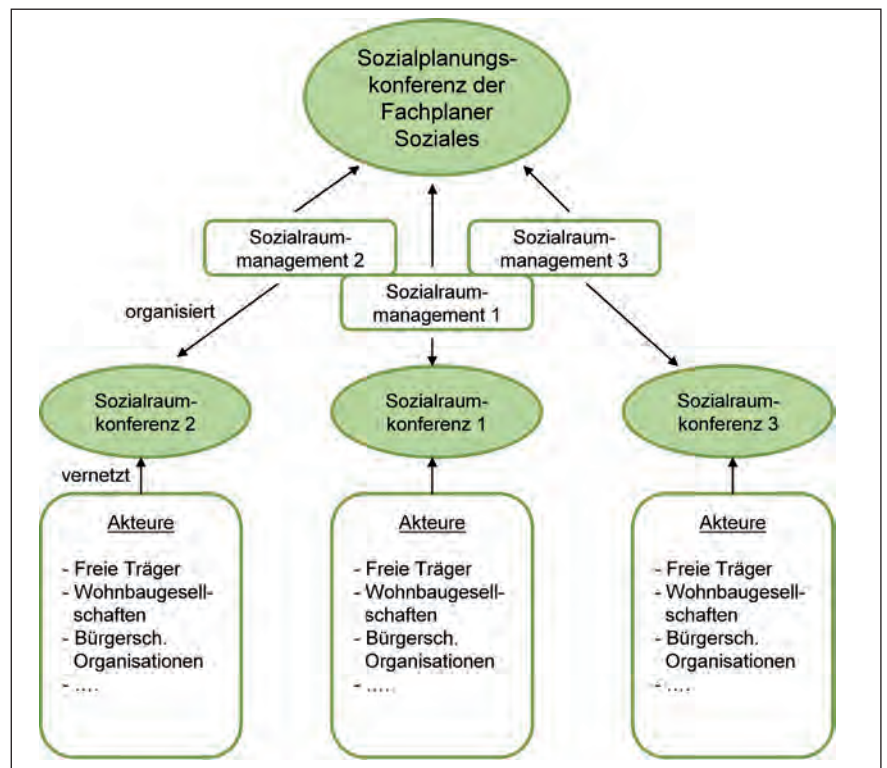 Sozialplanungs-
konferenz der
Fachplaner
Soziales
Sozialraum-
management 2
Sozialraum-
management 3
Sozialraum-
management 1
organisiert
Sozialraum-
konferenz 2
Sozialraum-
konferenz 1
Sozialraum-
konferenz 3
vernetzt
Akteure
- Freie Träger
- Wohnbaugesell-
schaften
- Bürgersch.
Organisationen
- ....
Akteure
- Freie Träger
- Wohnbaugesell-
schaften
- Bürgersch.
Organisationen
- ....
Akteure
- Freie Träger
- Wohnbaugesell-
schaften
- Bürgersch.
Organisationen
- ....